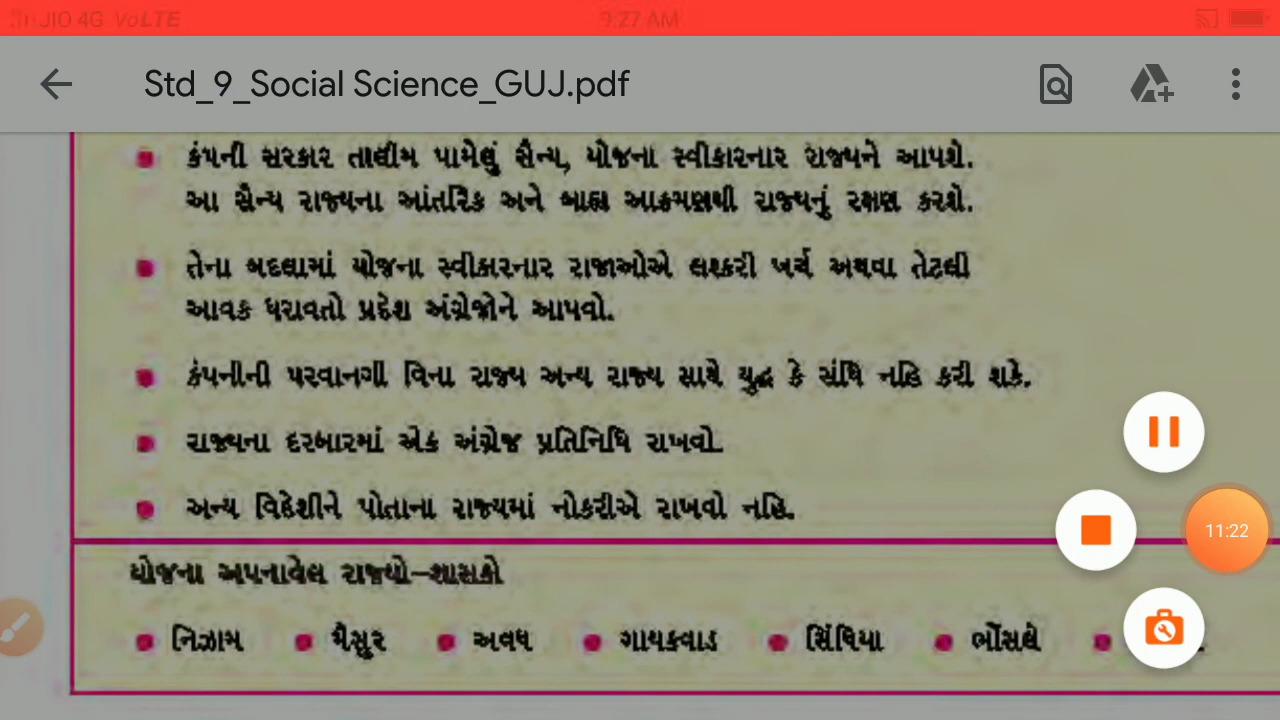 JIO 4G VoLTE 9:27 AM
Std_9_Social Science_GUJ.pdf
કંપની સરકાર તાલીમ પામેલું સૈન્ય, યોજના સ્વીકારનાર રાજ્યને આપશે.
આ સૈન્ય રાજ્યના આંતરિક અને બાહ્ય આક્રમણથી રાજ્યનું રક્ષણ કરશે.
તેના બદલામાં યોજના સ્વીકારનાર રાજાઓએ લશ્કરી ખર્ચ અથવા તેટલી
આવક ધરાવતો પ્રદેશ અંગ્રેજોને આપવો.
કંપનીની પરવાનગી વિના રાજ્ય અન્ય રાજ્ય સાથે યુદ્ધ કે સંધિ નહિ કરી શકે.
રાજ્યના દરબારમાં એક અંગ્રેજ પ્રતિનિધિ રાખવો.
અન્ય વિદેશીને પોતાના રાજ્યમાં નોકરીએ રાખવો નહિ.
11:22
યોજના અપનાવેલ રાજ્યો–શાસકો
નિઝામ મૈસુર અવધ ગાયકવાડ સિંધિયા ભોંસલે